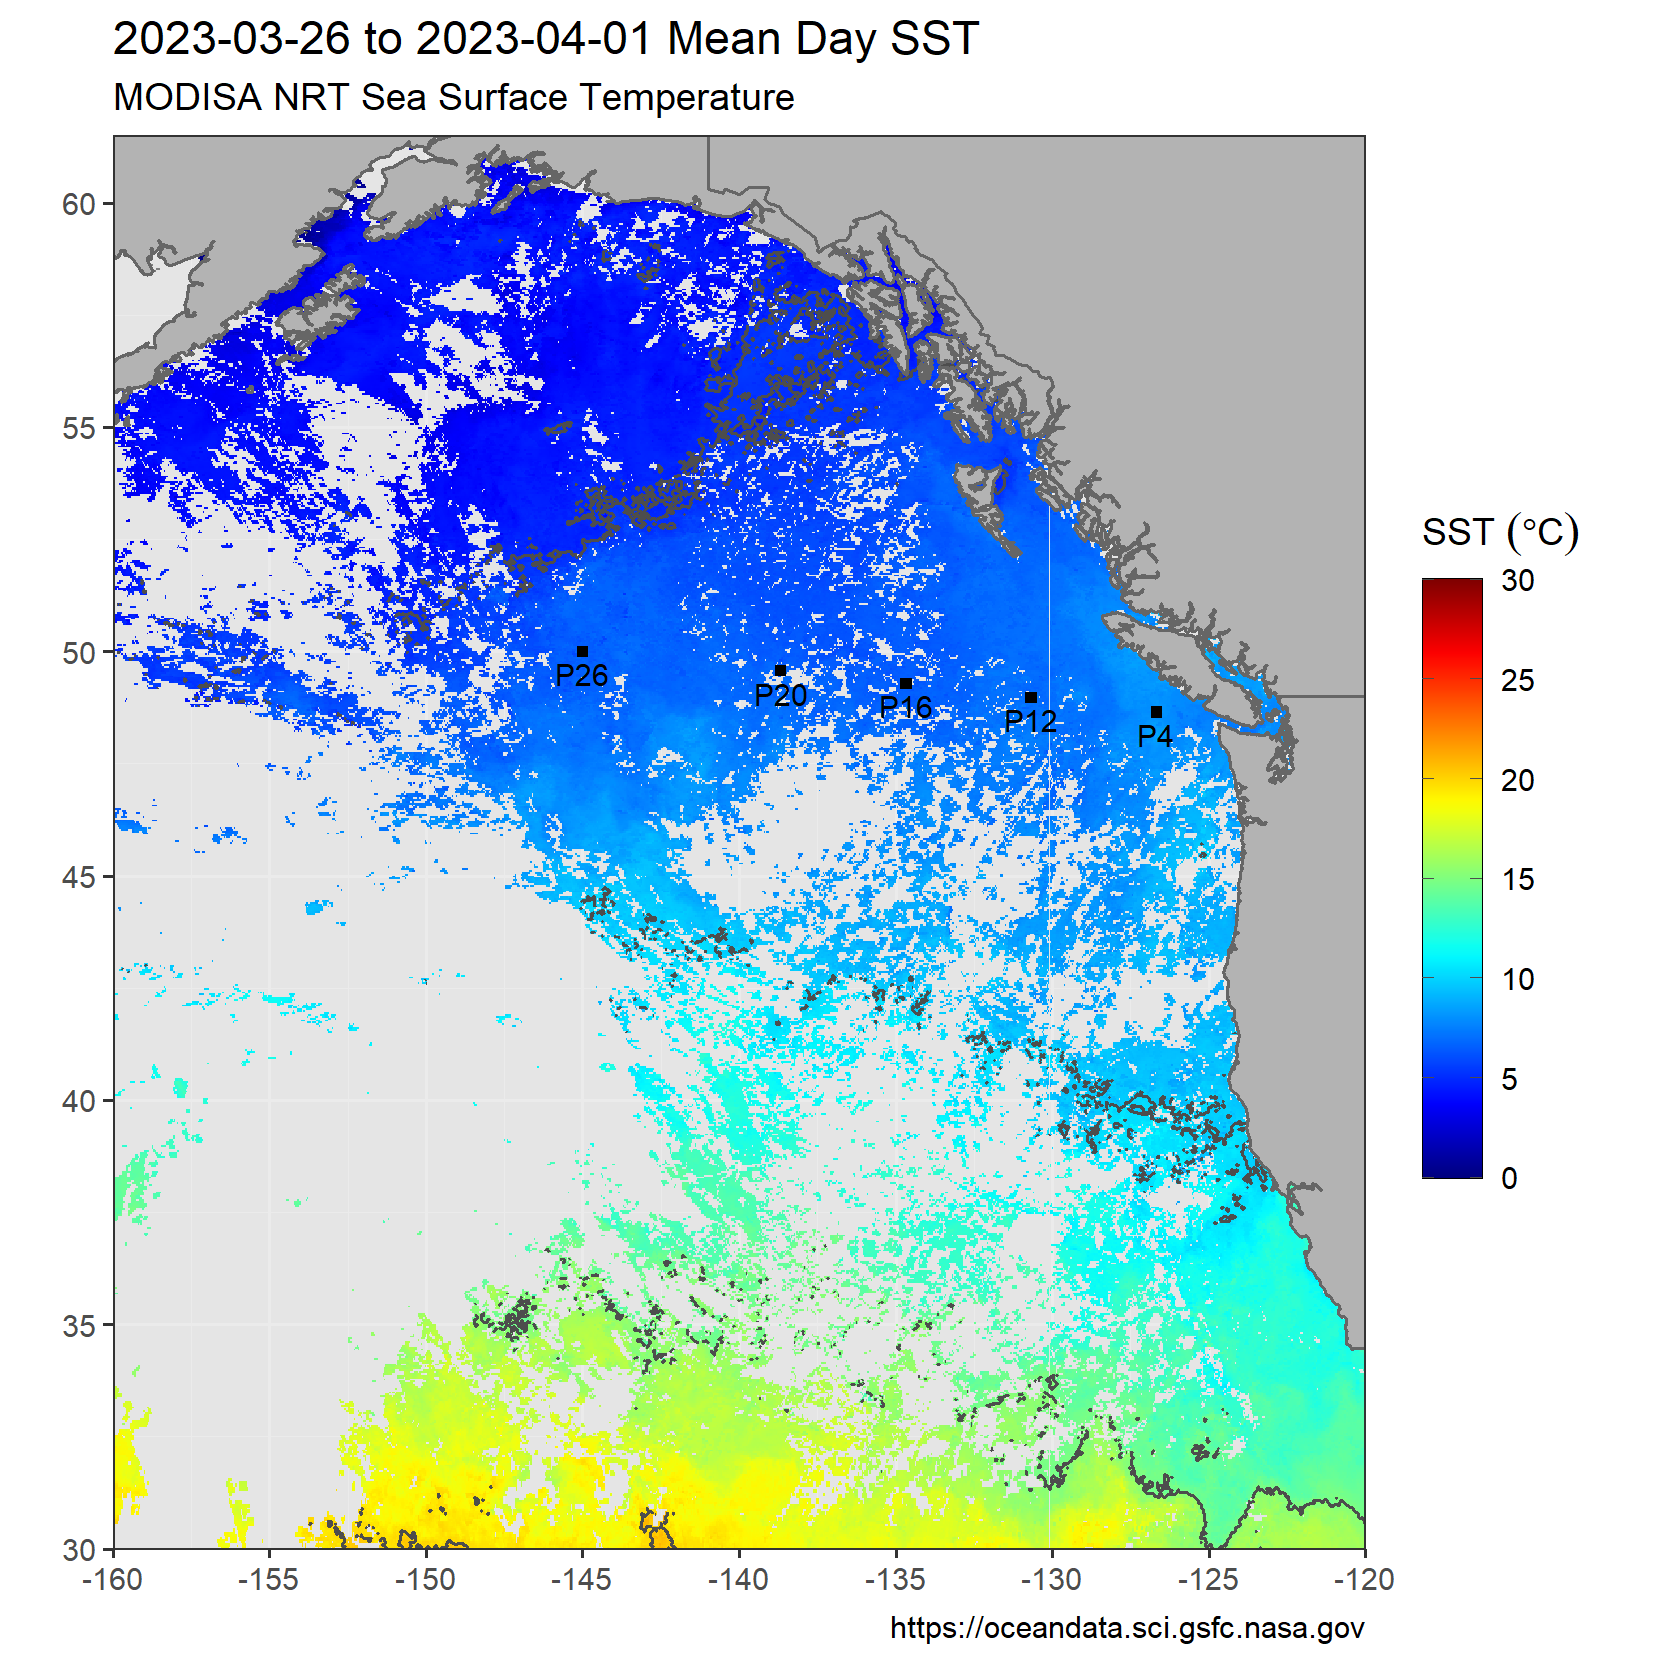 2023-03-26 to 2023-04-01 Mean Day SST
MODISA NRT Sea Surface Temperature
60
55
50
45
40
35
30
P26
P20
P16
P12
P4
-160
-155
-150
-145
-140
-135
-130
-125
-120
SST (°C)
30
25
20
15
10
5
0
https://oceandata.sci.gsfc.nasa.gov